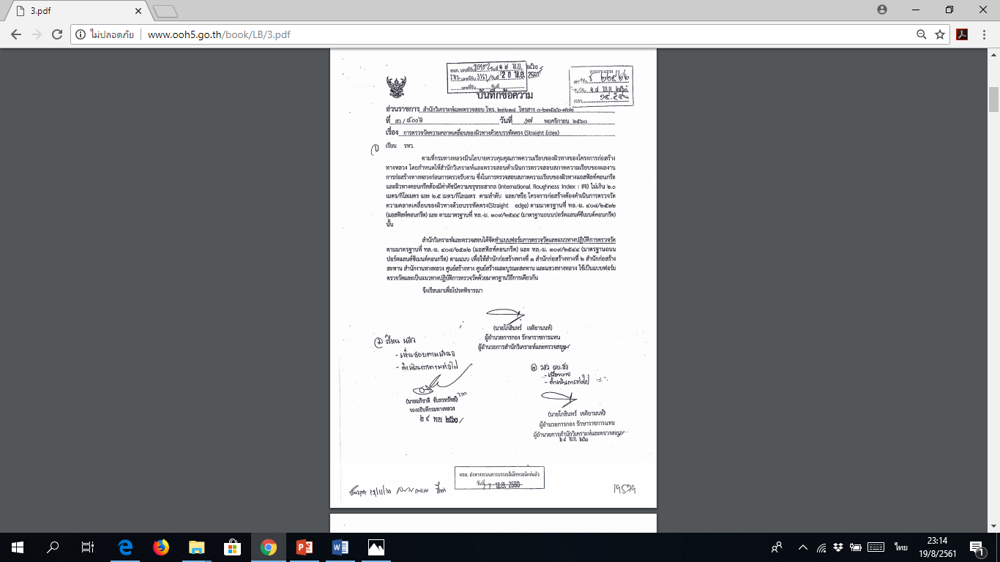 3.pdf
ไม่ปลอดภัย www.ooh5.go.th/book/LB/3.pdf
เลขที่รับ วันที่ ๑๗ พ.ย. ๒๕๖๐
เลขที่รับ วันที่ 20 พ.ย. 2560
เลขที่รับ วันที่
บันทึกข้อความ
ส่วนราชการ สำนักวิเคราะห์และตรวจสอบ โทร. ๒๓๖๑๘ โทรสาร
ที่ สว/๔๐๐๖ วันที่ ๑๗ พฤศจิกายน ๒๕๖๐
เรื่อง การตรวจวัดความคลาดเคลื่อนของผิวทางด้วยบรรทัดตรง (Straight Edge)
เรียน รทว.
ตามที่กรมทางหลวงมีนโยบายควบคุมคุณภาพความเรียบของผิวทางของโครงการก่อสร้าง
ทางหลวง โดยกำหนดให้สำนักวิเคราะห์และตรวจสอบดำเนินการตรวจสอบสภาพความเรียบของผลงาน
การก่อสร้างทางหลวงก่อนการตรวจรับงาน ซึ่งในการตรวจสอบสภาพความเรียบของผิวทางแอสฟัลท์คอนกรีต
และผิวทางคอนกรีตต้องมีค่าดัชนีความขรุขระสากล (International Roughness Index : IRI) ไม่เกิน ๒.๐
เมตร/กิโลเมตร และ ๒.๕ เมตร/กิโลเมตร ตามลำดับ และ/หรือ โครงการก่อสร้างต้องดำเนินการตรวจวัด
ความคลาดเคลื่อนของผิวทางด้วยบรรทัดตรง(Straight edge) ตามมาตรฐานที่ ทล.-ม. ๔๐๘/๒๕๓๒
(แอสฟัลท์คอนกรีต) และ ตามมาตรฐานที่ ทล.-ม. ๓๐๙/๒๕๔๔ (มาตรฐานถนนปอร์ตแลนด์ซีเมนต์คอนกรีต)
นั้น
สำนักวิเคราะห์และตรวจสอบได้จัดทำแบบฟอร์มการตรวจวัดและแนวทางปฏิบัติการตรวจวัด
ตามมาตรฐานที่ ทล.-ม. ๔๐๘/๒๕๓๒ (แอสฟัลท์คอนกรีต) และ ทล.-ม. ๓๐๙/๒๕๔๔ (มาตรฐานถนน
ปอร์ตแลนด์ซีเมนต์คอนกรีต) ตามแนบ เพื่อให้สำนักก่อสร้างทางที่ ๑ สำนักก่อสร้างทางที่ ๒ สำนักก่อสร้าง
สะพาน สำนักงานทางหลวง ศูนย์สร้างทาง ศูนย์สร้างและบูรณะสะพาน และแขวงทางหลวง ใช้เป็นแบบฟอร์ม
ตรวจวัดและเป็นแนวทางปฏิบัติการตรวจวัดด้วยมาตรฐานวิธีการเดียวกัน
จึงเรียนมาเพื่อโปรดพิจารณา
(นายโกสินทร์ เจติยานนท์)
ผู้อำนวยการกอง รักษาราชการแทน
ผู้อำนวยการสำนักวิเคราะห์และตรวจสอบ
- เห็นชอบตามเสนอ
- ดำเนินการตามต่อไป
(นายอภิชาติ จันทรทรัพย์)
รองอธิบดีกรมทางหลวง
๒๔ พ.ย. ๒๕๖๐
- เพื่อทราบ
- ดำเนินการต่อไป
(นายโกสินทร์ เจติยานนท์)
ผู้อำนวยการกอง รักษาราชการแทน
ผู้อำนวยการสำนักวิเคราะห์และตรวจสอบ
ส่งทางระบบสารบรรณอิเล็กทรอนิกส์แล้ว
วันที่ พ.ย. 2560
ไทย
23:14
19/8/2561
1